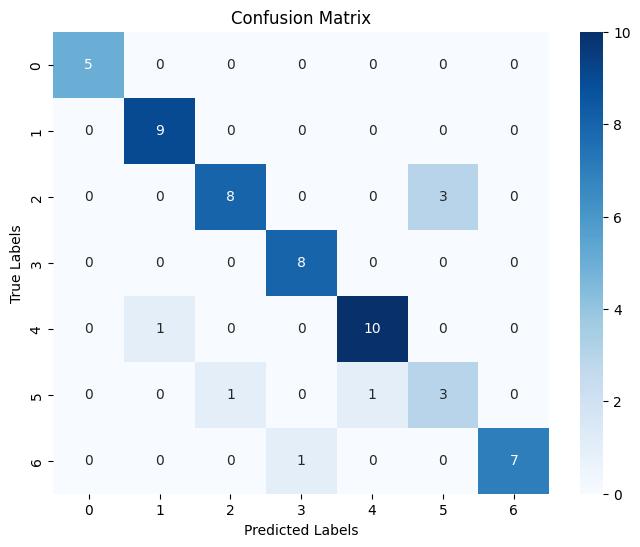 Confusion Matrix
0 5 0 0 0 0 0 0
1 0 9 0 0 0 0 0
2 0 0 8 0 0 3 0
3 0 0 0 8 0 0 0
4 0 1 0 0 10 0 0
5 0 0 1 0 1 3 0
6 0 0 0 1 0 0 7
0 1 2 3 4 5 6
True Labels
Predicted Labels
10
8
6
4
2
0